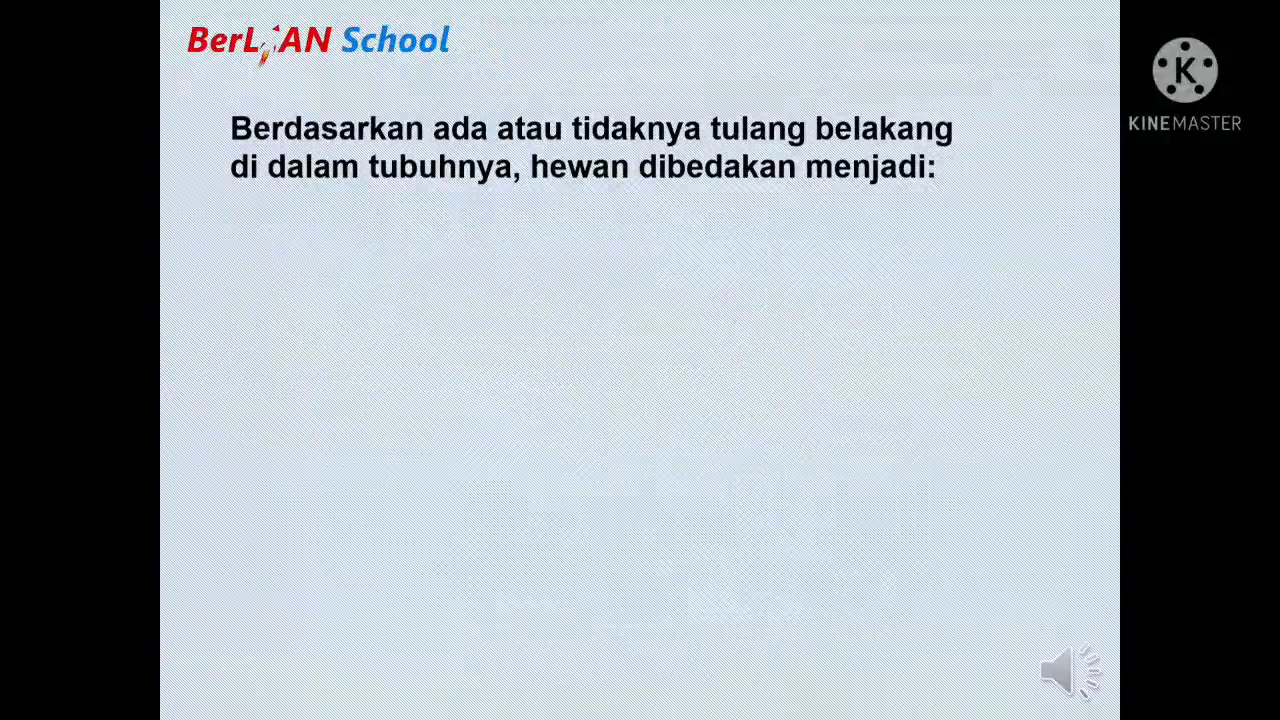 BerLIAN School
Berdasarkan ada atau tidaknya tulang belakang
di dalam tubuhnya, hewan dibedakan menjadi:
K
KINEMASTER